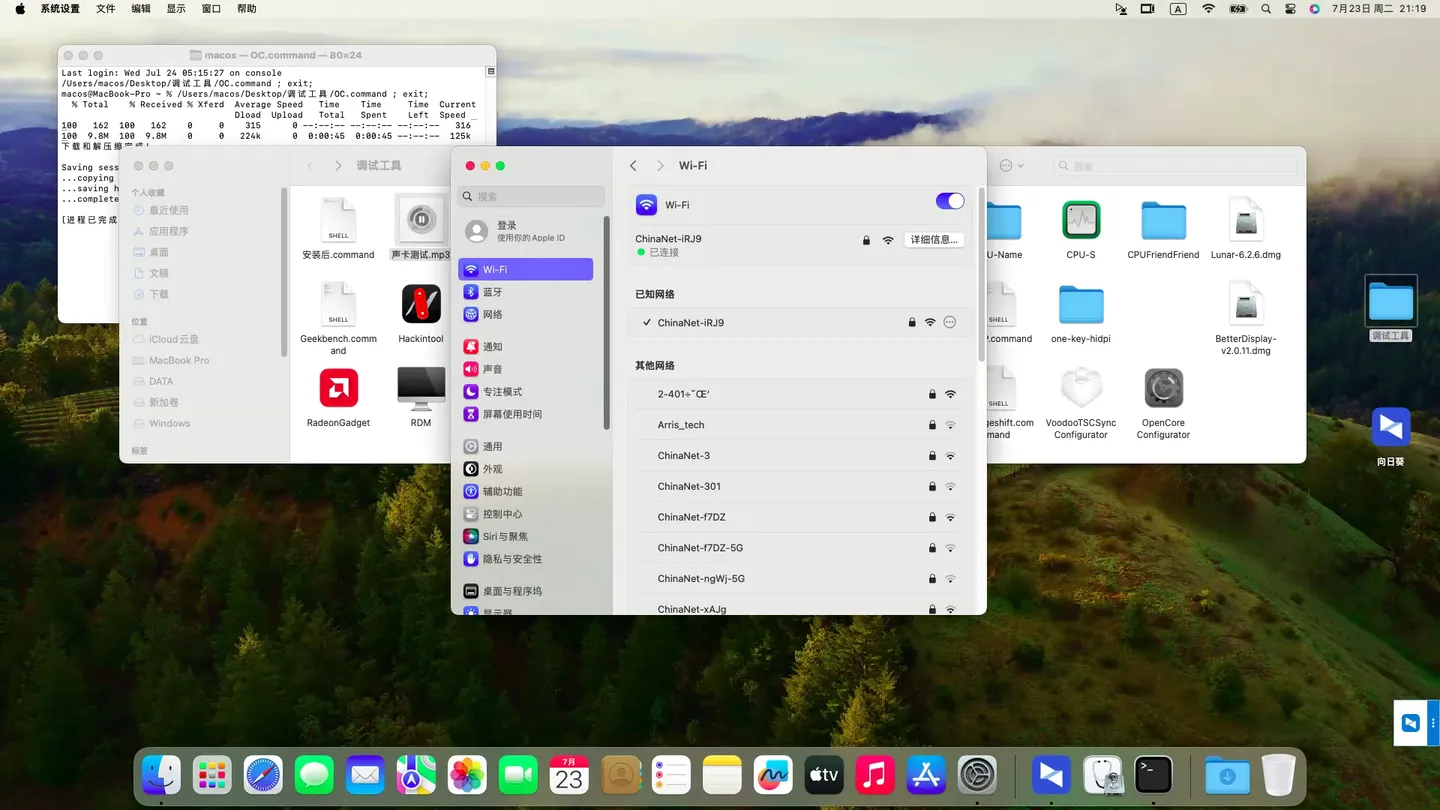 系统设置 文件 编辑 显示 窗口 帮助
A 7月23日 周二 21:19
macos — OC.command — 80×24
Last login: Wed Jul 24 05:15:27 on console
/Users/macos/Desktop/调试工具/OC.command ; exit;
macos@MacBook-Pro ~ % /Users/macos/Desktop/调试工具/OC.command ; exit;
% Total % Received % Xferd Average Speed Time Time Time Current
Dload Upload Total Spent Left Speed
100 162 100 162 0 0 315 0 --:--:-- --:--:-- --:--:-- 316
100 9.8M 100 9.8M 0 0 224k 0 0:00:45 0:00:45 --:--:-- 125k
下载和解压缩完成!
Saving sess
...copying
...saving h
...complete
[进程已完成
调试工具
搜索
个人收藏
最近使用
应用程序
桌面
文稿
下载
位置
iCloud云盘
MacBook Pro
DATA
新加卷
Windows
标签
SHELL
安装后.command
声卡测试.mp3
SHELL
Geekbench.comm
and
Hackintool
RadeonGadget
RDM
搜索
登录
使用你的 Apple ID
Wi-Fi
蓝牙
网络
通知
声音
专注模式
屏幕使用时间
通用
外观
辅助功能
控制中心
Siri与聚焦
隐私与安全性
桌面与程序坞
显示器
Wi-Fi
Wi-Fi
ChinaNet-iRJ9
已连接
详细信息...
已知网络
ChinaNet-iRJ9
其他网络
2-401÷˝Œ'
Arris_tech
ChinaNet-3
ChinaNet-301
ChinaNet-f7DZ
ChinaNet-f7DZ-5G
ChinaNet-ngWj-5G
ChinaNet-xAJg
U-Name
CPU-S
CPUFriendFriend
Lunar-6.2.6.dmg
SHELL
P.command
one-key-hidpi
BetterDisplay-
v2.0.11.dmg
SHELL
geshift.com
mand
VoodooTSCSync
Configurator
OpenCore
Configurator
调试工具
向日葵
7月
23
tv